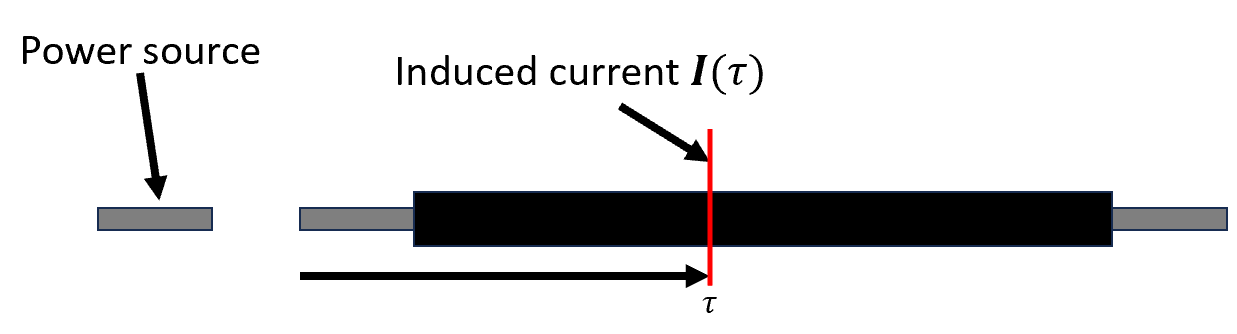 Power source
Induced current I(τ)
τ